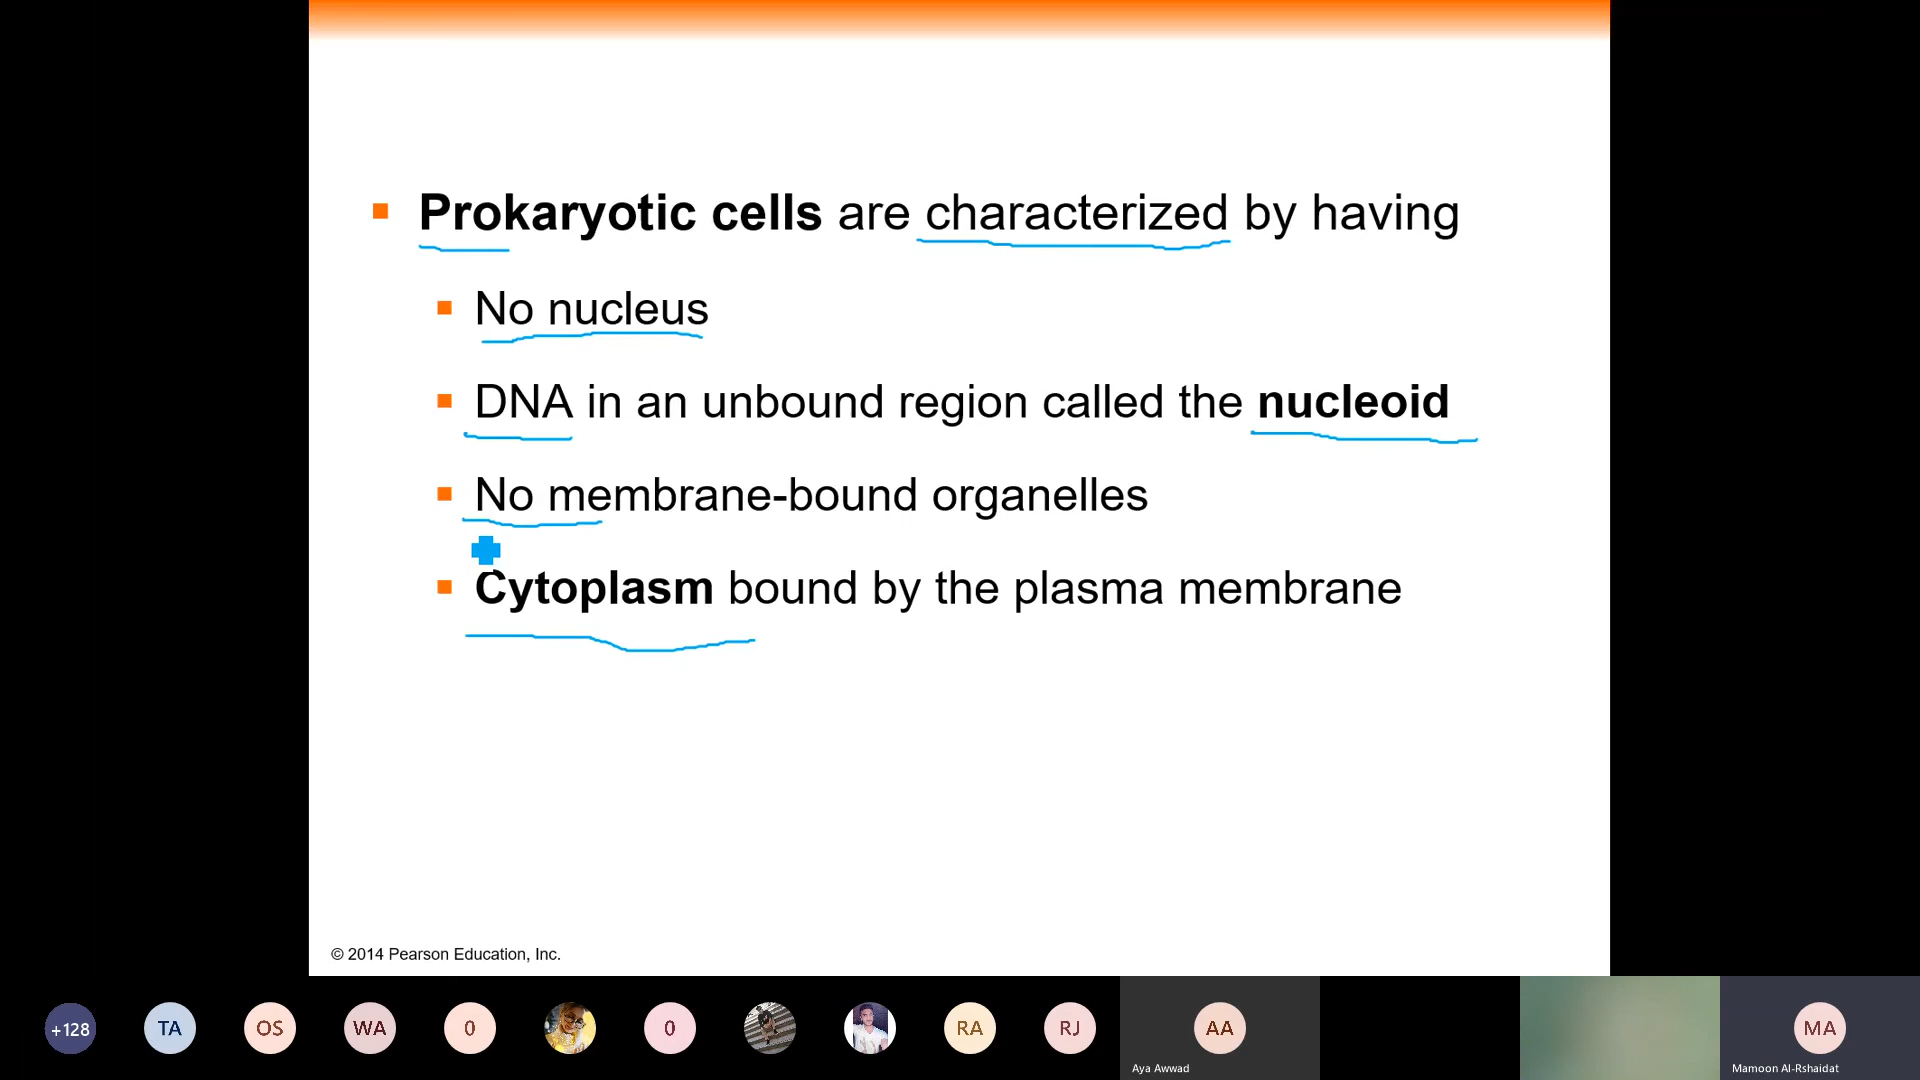 Prokaryotic cells are characterized by having
No nucleus
DNA in an unbound region called the nucleoid
No membrane-bound organelles
Cytoplasm bound by the plasma membrane
© 2014 Pearson Education, Inc.
+128 TA OS WA 0 0 RA RJ AA MA
Aya Awwad Mamoon Al-Rshaidat